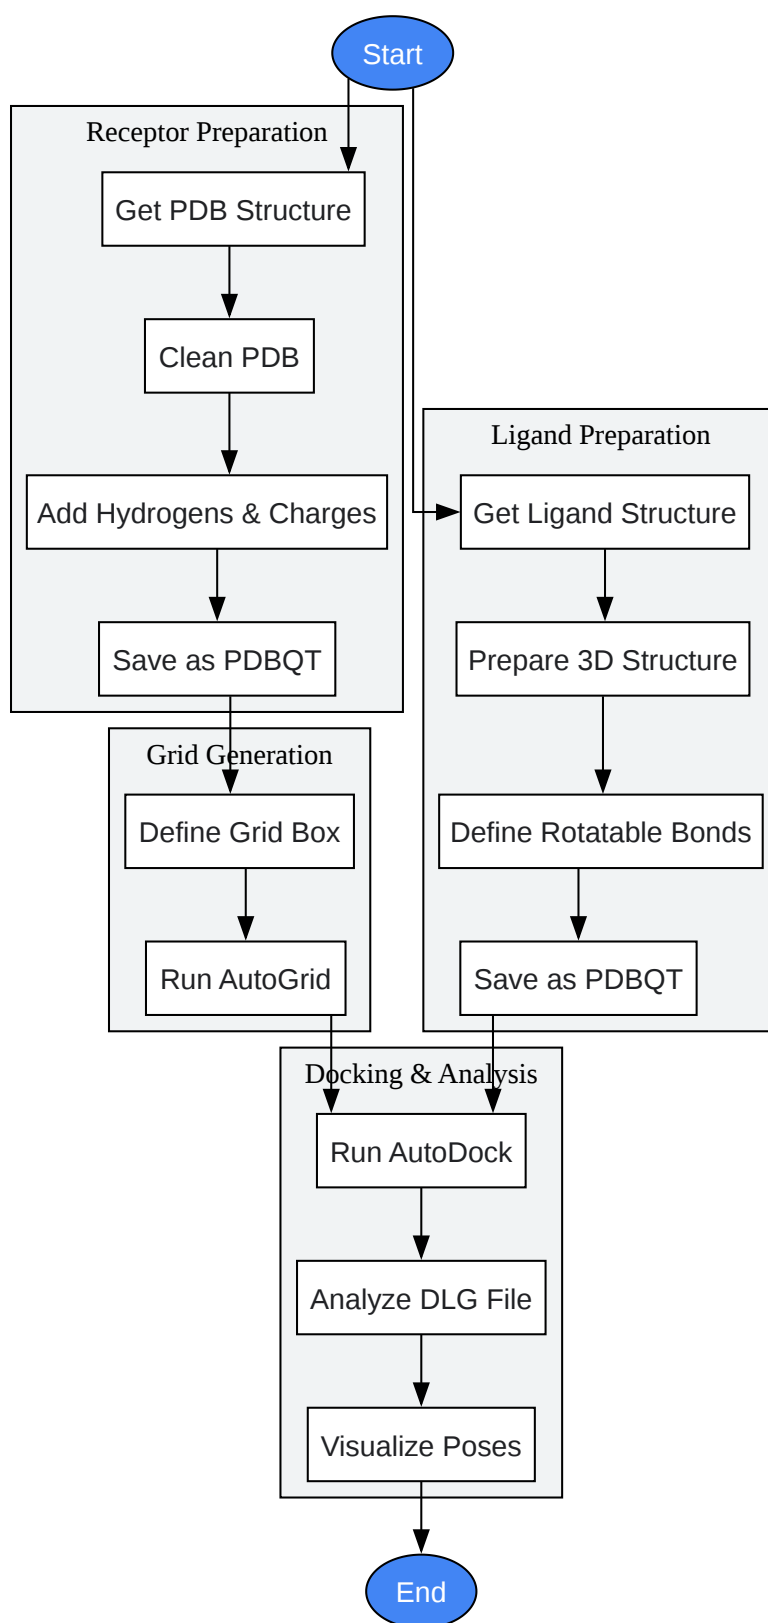 Start
Receptor Preparation
Get PDB Structure
Clean PDB
Add Hydrogens & Charges
Save as PDBQT
Ligand Preparation
Get Ligand Structure
Prepare 3D Structure
Define Rotatable Bonds
Save as PDBQT
Grid Generation
Define Grid Box
Run AutoGrid
Docking & Analysis
Run AutoDock
Analyze DLG File
Visualize Poses
End